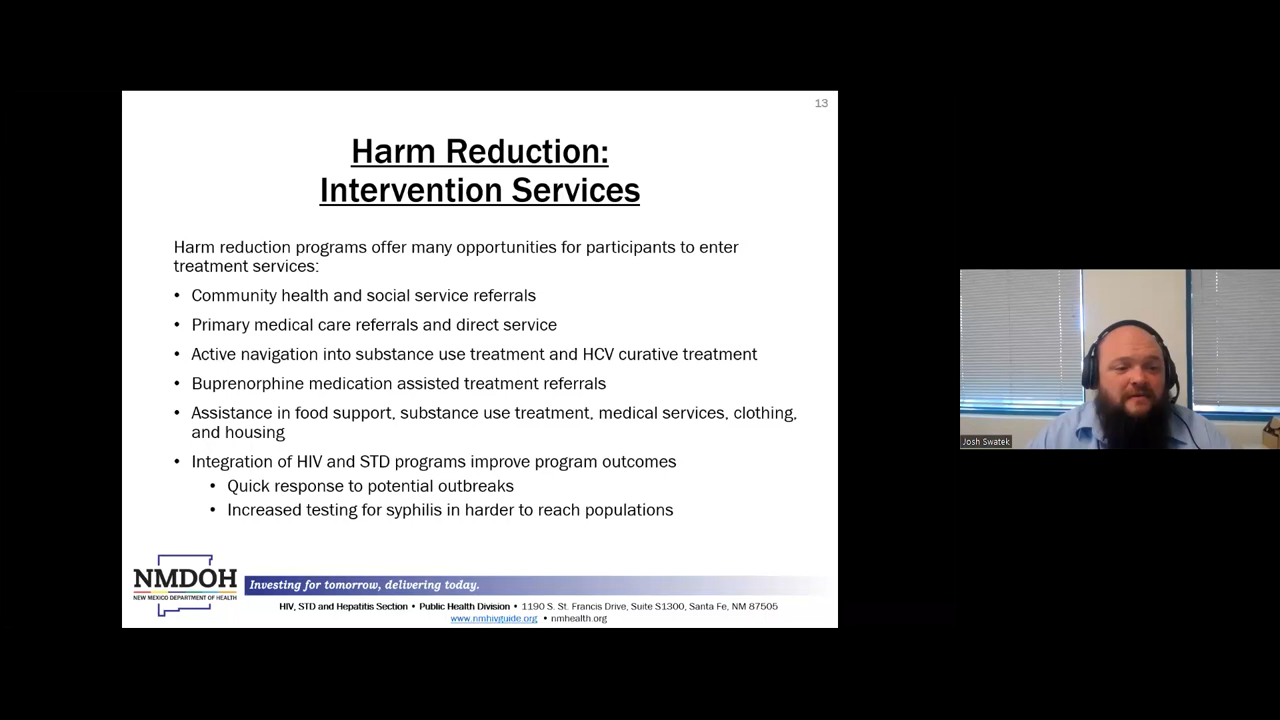 13
Harm Reduction:
Intervention Services
Harm reduction programs offer many opportunities for participants to enter
treatment services:
• Community health and social service referrals
• Primary medical care referrals and direct service
• Active navigation into substance use treatment and HCV curative treatment
• Buprenorphine medication assisted treatment referrals
• Assistance in food support, substance use treatment, medical services, clothing,
and housing
• Integration of HIV and STD programs improve program outcomes
• Quick response to potential outbreaks
• Increased testing for syphilis in harder to reach populations
NMDOH
NEW MEXICO DEPARTMENT OF HEALTH
Investing for tomorrow, delivering today.
HIV, STD and Hepatitis Section • Public Health Division • 1190 S. St. Francis Drive, Suite S1300, Santa Fe, NM 87505
www.nmhivguide.org • nmhealth.org
Josh Swatek